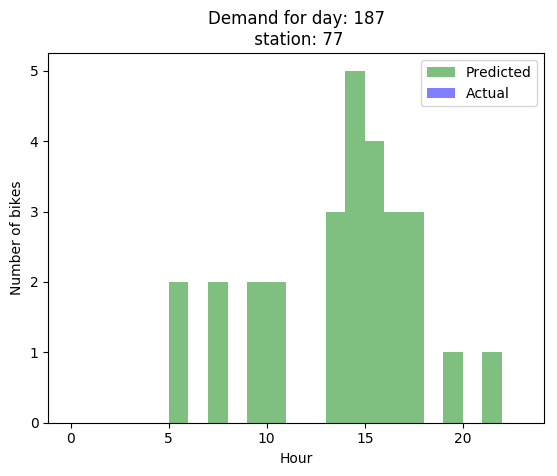 Demand for day: 187
station: 77
Predicted
Actual
Number of bikes
5
4
3
2
1
0
0
5
10
15
20
Hour